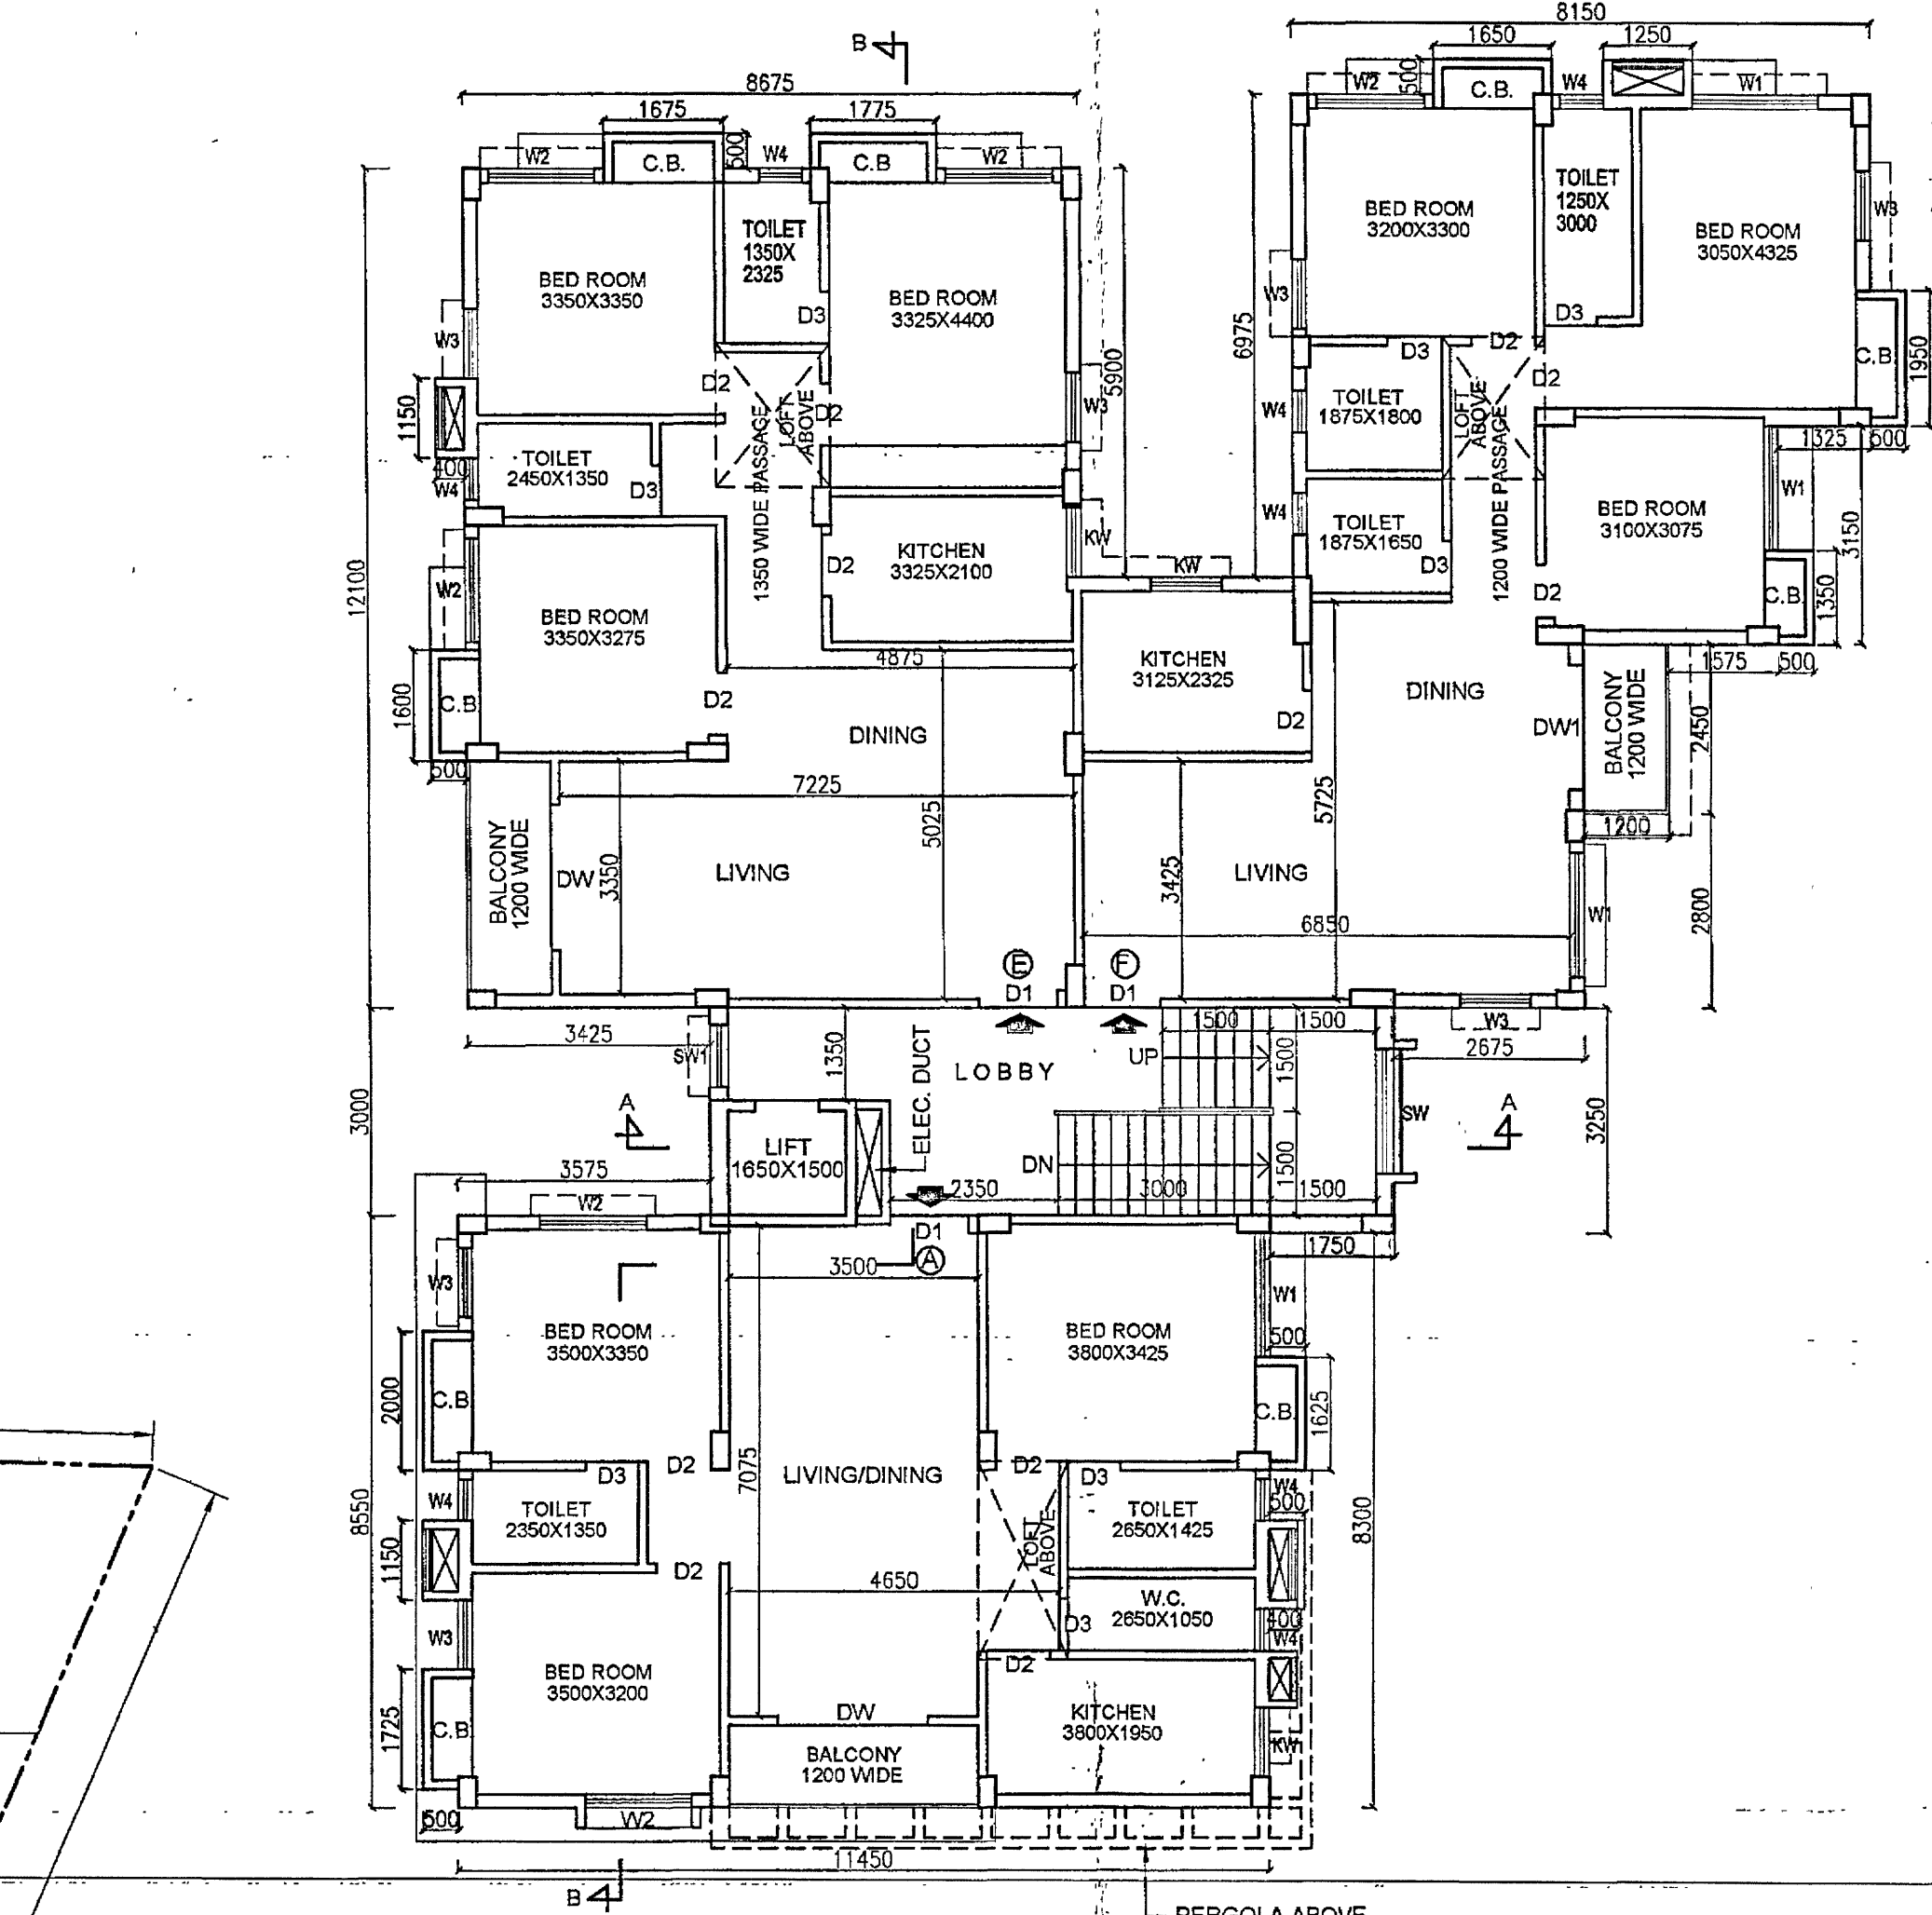 8150
1650
1250
B
8675
W2
500
C.B.
W4
W1
1675
1775
W2
C.B.
500
W4
C.B
W2
TOILET
1250X
3000
BED ROOM
3200X3300
BED ROOM
3050X4325
W3
TOILET
1350X
2325
BED ROOM
3350X3350
BED ROOM
3325X4400
W3
D3
D3
6975
5900
W3
D3
D2
C.B
1950
D2
D2
D2
W3
1150
TOILET
1875X1800
W4
LOFT
ABOVE
LOFT
ABOVE
1325
500
400
W4
TOILET
2450X1350
D3
1350 WIDE PASSAGE
1200 WIDE PASSAGE
W1
W4
TOILET
1875X1650
BED ROOM
3100X3075
3150
KW
KITCHEN
3325X2100
D2
KW
D3
D2
C.B.
1350
12100
W2
BED ROOM
3350X3275
4875
KITCHEN
3125X2325
DINING
1575
500
1600
C.B
D2
D2
DINING
DW1
BALCONY
1200 WIDE
2450
500
7225
5725
1200
5025
BALCONY
1200 WIDE
DW
3350
LIVING
3425
LIVING
W1
2800
6850
E
F
D1
D1
3425
SW1
1350
ELEC. DUCT
LOBBY
UP
1500
1500
1500
W3
2675
3000
A
A
SW
3250
LIFT
1650X1500
DN
1500
3575
2350
3000
1500
W2
D1
A
1750
3500
W3
W1
BED ROOM
3500X3350
BED ROOM
3800X3425
500
2000
C.B
C.B.
1625
7075
LIVING/DINING
D3
D2
D2
D3
W4
TOILET
2350X1350
TOILET
2650X1425
W4
500
8550
1150
LOFT
ABOVE
8300
D2
4650
W.C.
2650X1050
D3
400
W4
W3
BED ROOM
3500X3200
D2
1725
C.B
DW
KITCHEN
3800X1950
KW
BALCONY
1200 WIDE
500
W2
11450
B
PERGOLA ABOVE